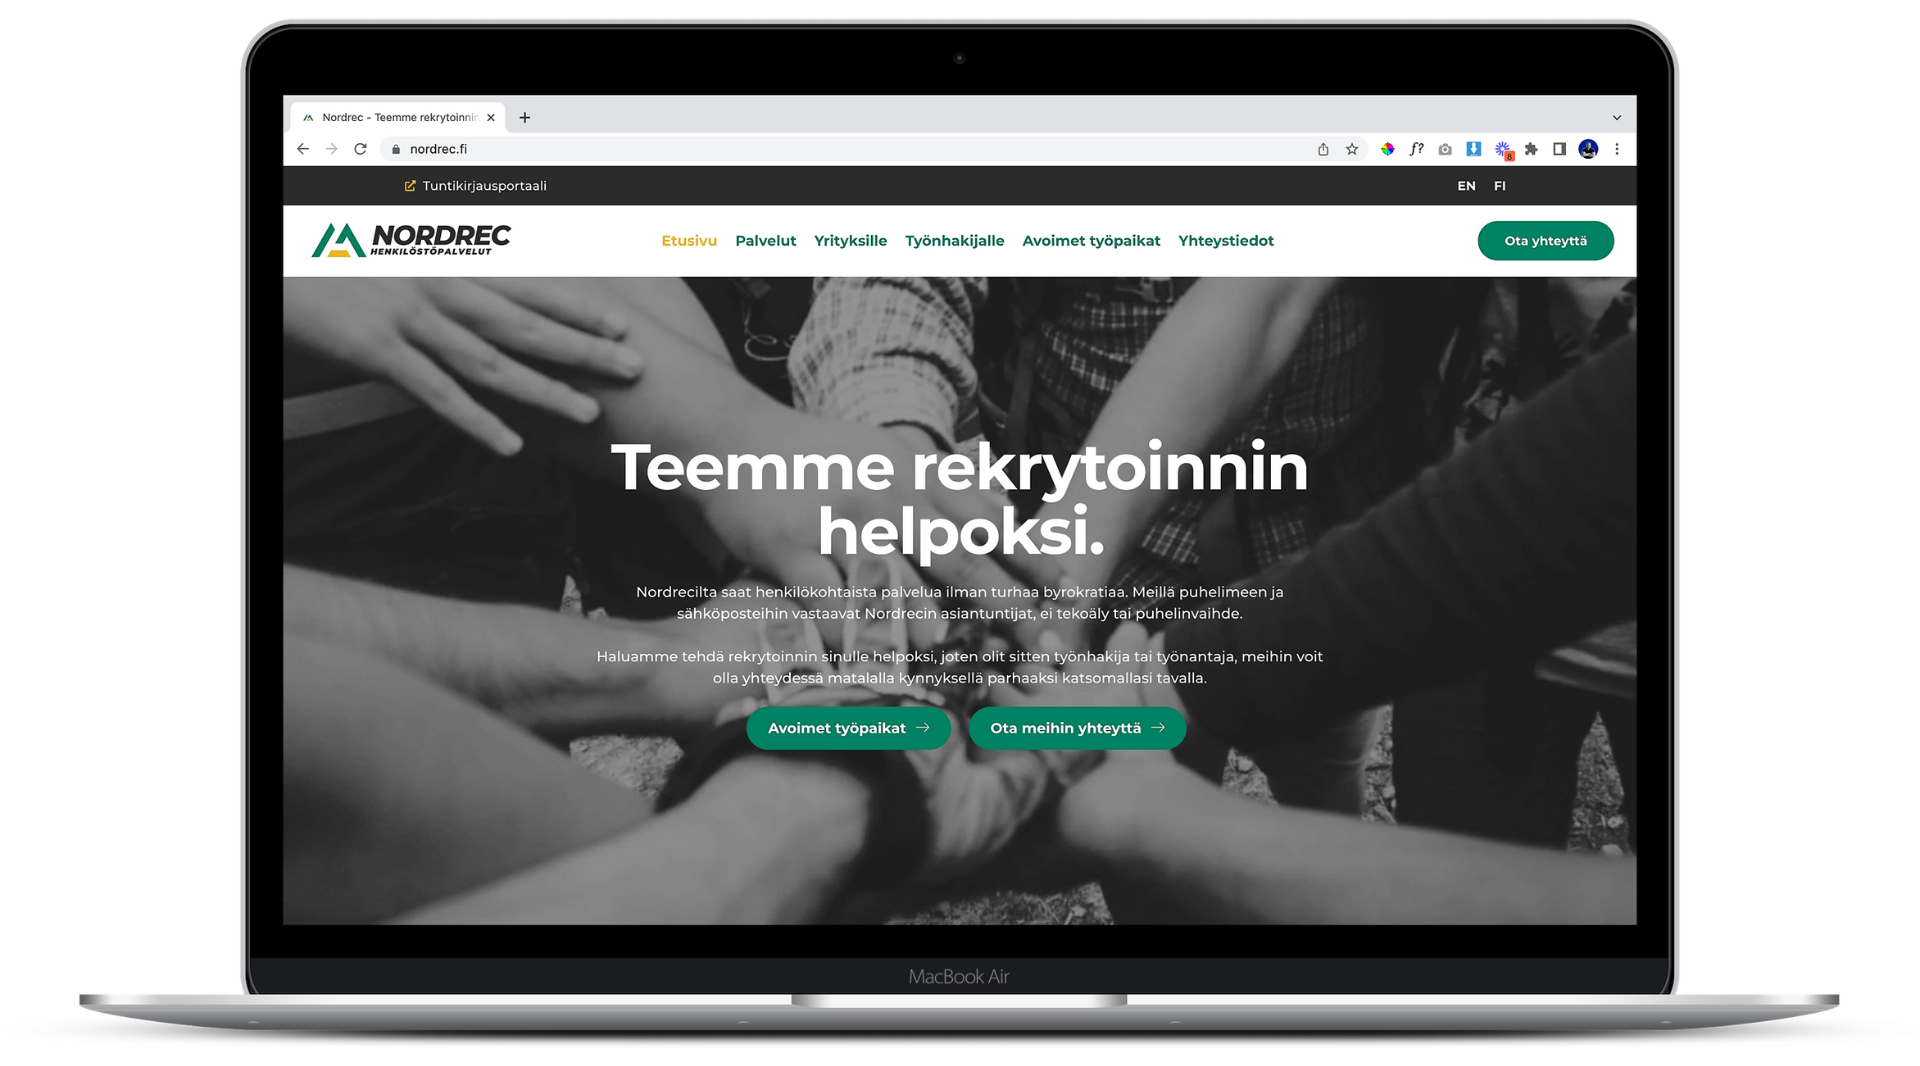 Nordrec - Teemme rekrytoinnin
nordrec.fi
f?
8
Tuntikirjausportaali
EN FI
NORDREC
HENKILÖSTÖPALVELUT
Etusivu Palvelut Yrityksille Työnhakijalle Avoimet työpaikat Yhteystiedot
Ota yhteyttä
Teemme rekrytoinnin
helpoksi.
Nordrecilta saat henkilökohtaista palvelua ilman turhaa byrokratiaa. Meillä puhelimeen ja
sähköposteihin vastaavat Nordrecin asiantuntijat, ei tekoäly tai puhelinvaihde.
Haluamme tehdä rekrytoinnin sinulle helpoksi, joten olit sitten työnhakija tai työnantaja, meihin voit
olla yhteydessä matalalla kynnyksellä parhaaksi katsomallasi tavalla.
Avoimet työpaikat → Ota meihin yhteyttä →
MacBook Air